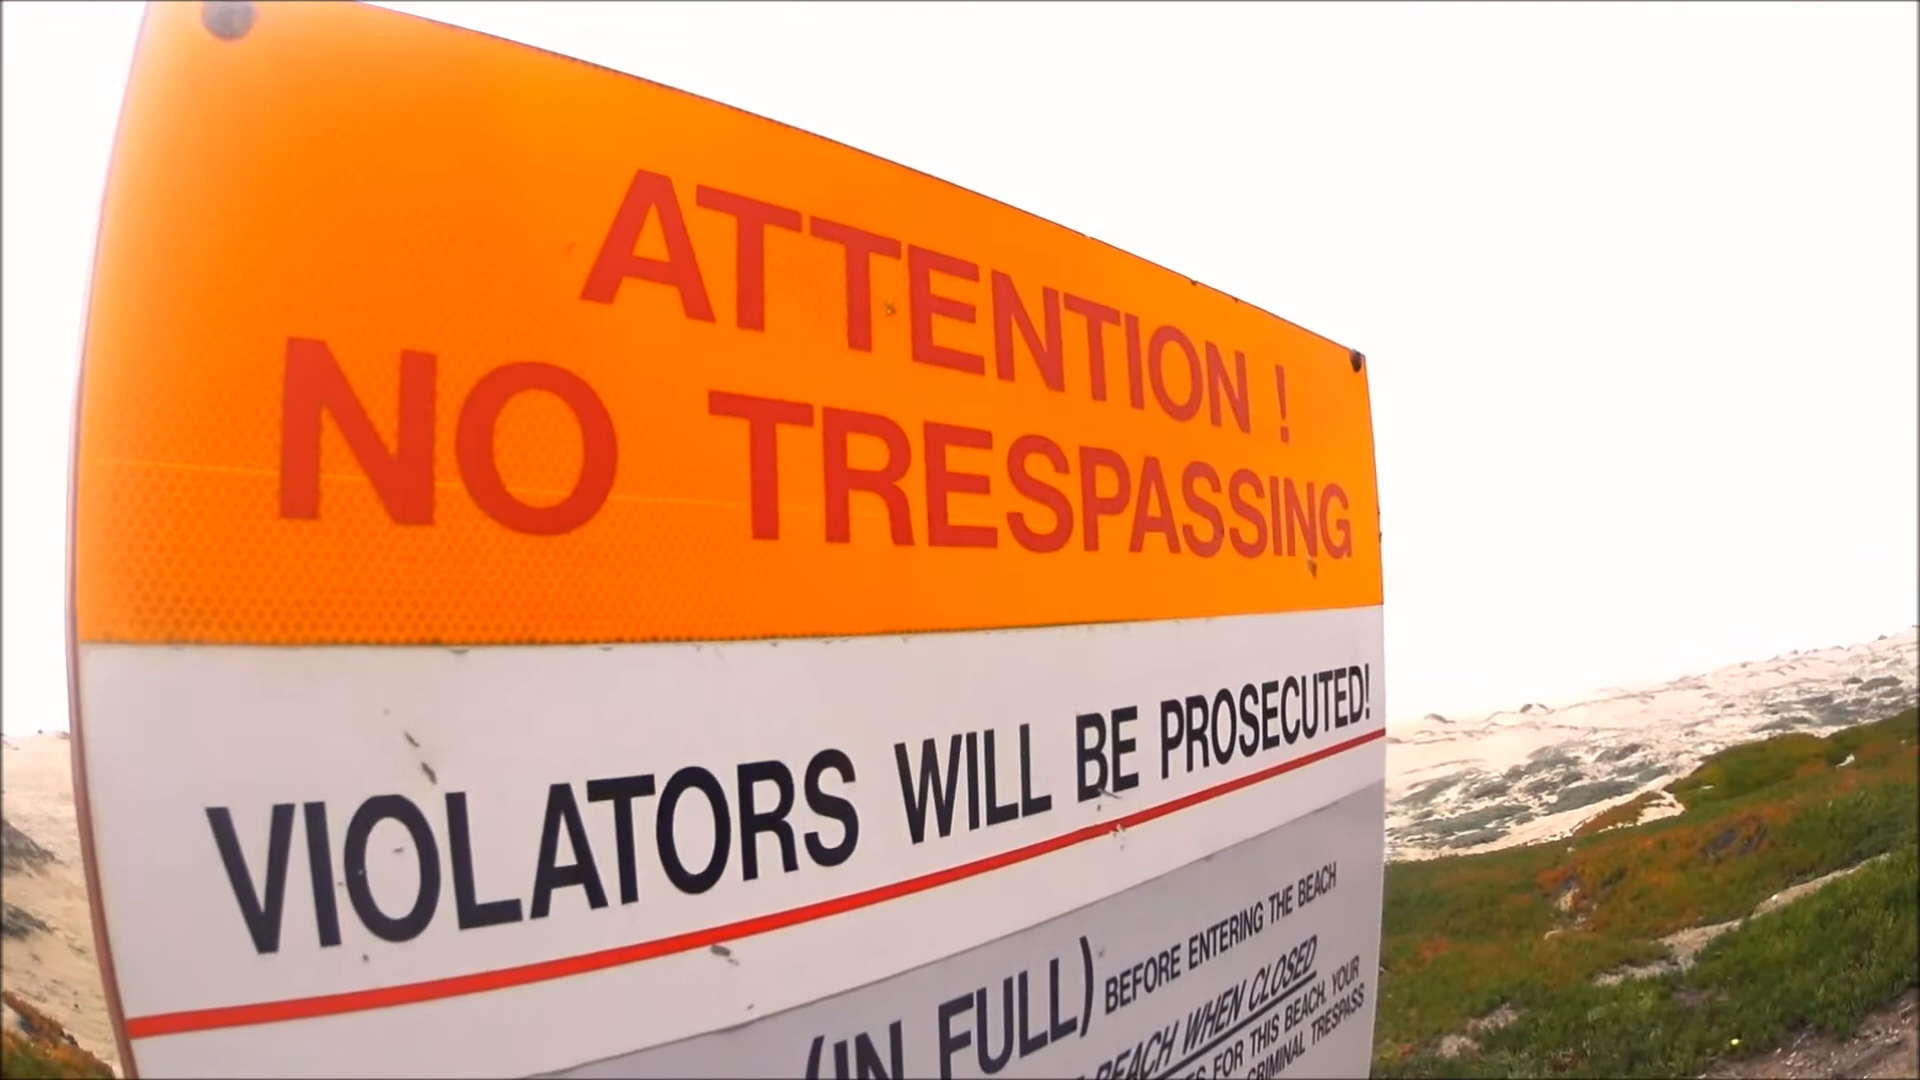 ATTENTION !
NO TRESPASSING
VIOLATORS WILL BE PROSECUTED!
(IN FULL) BEFORE ENTERING THE BEACH
BEACH WHEN CLOSED
FOR THIS BEACH. YOUR
CRIMINAL TRESPASS